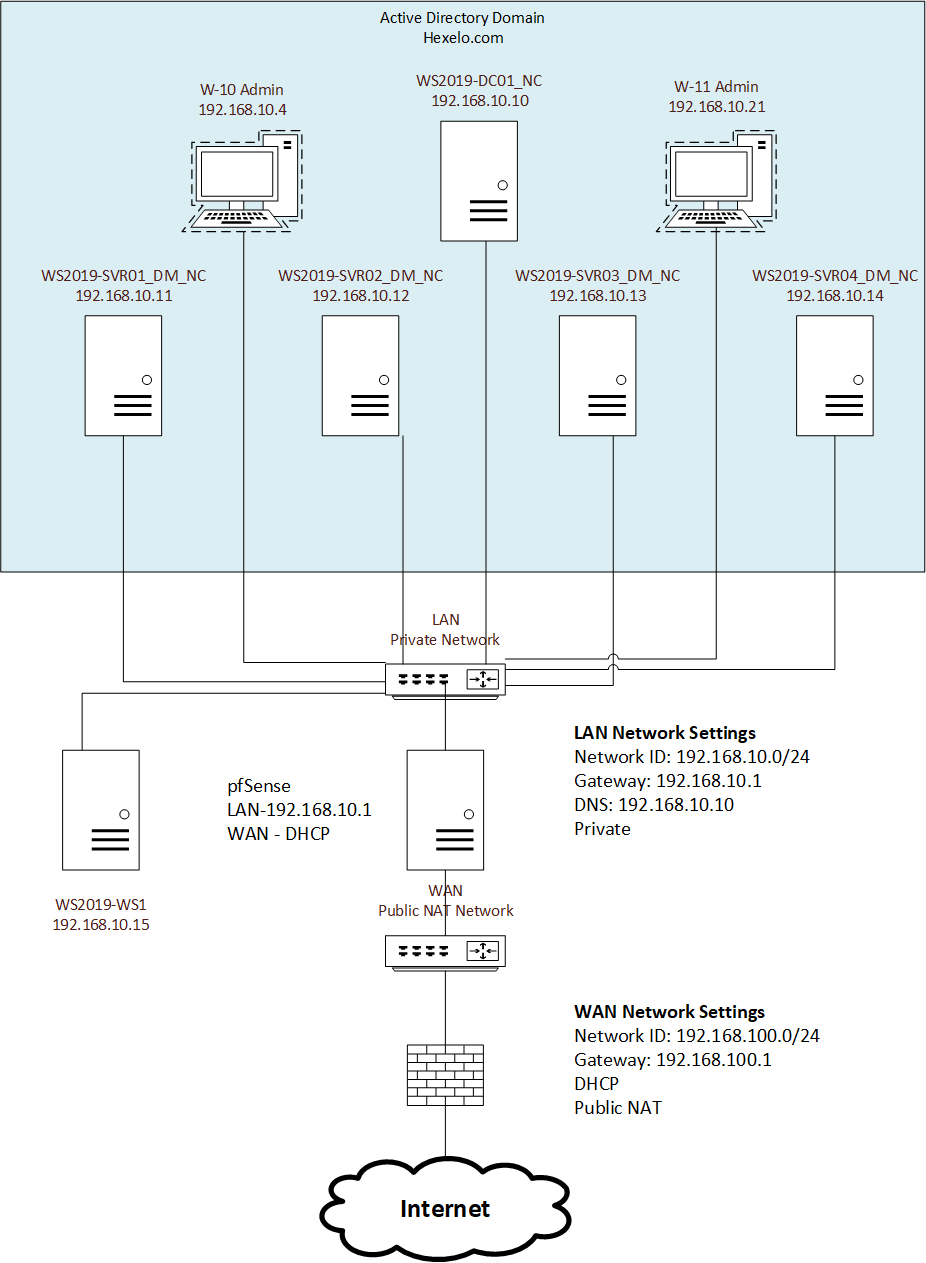 Active Directory Domain
Hexelo.com
W-10 Admin
192.168.10.4
WS2019-DC01_NC
192.168.10.10
W-11 Admin
192.168.10.21
WS2019-SVR01_DM_NC
192.168.10.11
WS2019-SVR02_DM_NC
192.168.10.12
WS2019-SVR03_DM_NC
192.168.10.13
WS2019-SVR04_DM_NC
192.168.10.14
LAN
Private Network
LAN Network Settings
Network ID: 192.168.10.0/24
Gateway: 192.168.10.1
DNS: 192.168.10.10
Private
pfSense
LAN-192.168.10.1
WAN - DHCP
WS2019-WS1
192.168.10.15
WAN
Public NAT Network
WAN Network Settings
Network ID: 192.168.100.0/24
Gateway: 192.168.100.1
DHCP
Public NAT
Internet